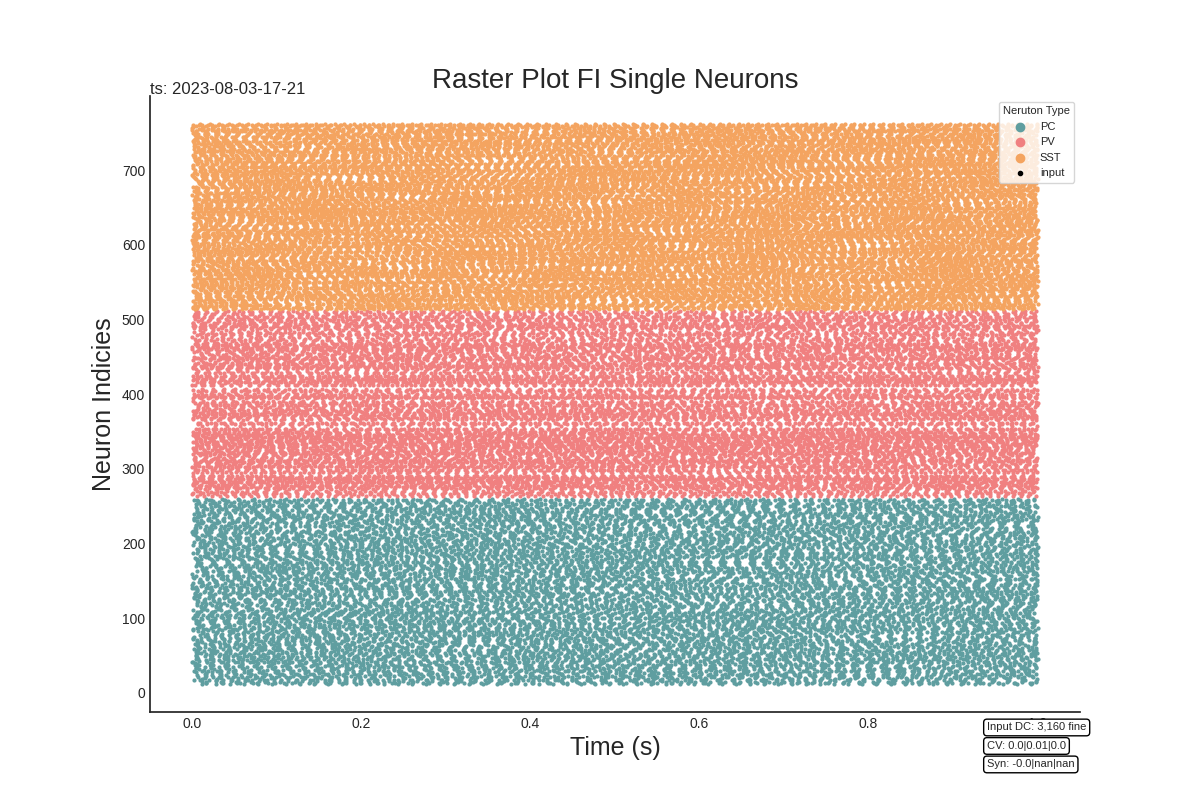 Raster Plot FI Single Neurons
ts: 2023-08-03-17-21
Neruton Type
PC
PV
SST
input
700
600
500
400
300
200
100
0
Neuron Indicies
0.0 0.2 0.4 0.6 0.8
Time (s)
Input DC: 3,160 fine
CV: 0.0|0.01|0.0
Syn: -0.0|nan|nan